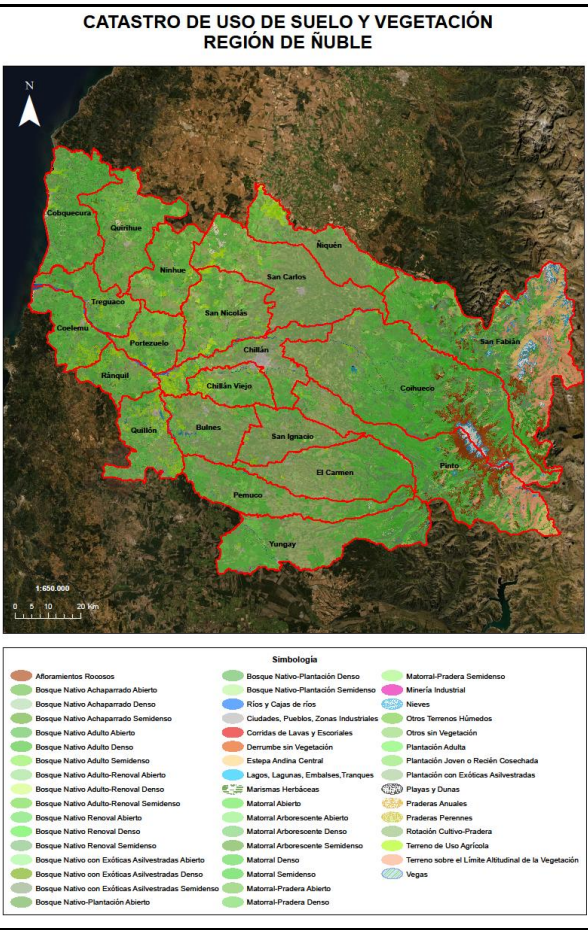 CATASTRO DE USO DE SUELO Y VEGETACIÓN
REGIÓN DE ÑUBLE
N
Cobquecura
Quirihue
Ñiquén
Ninhue
San Carlos
Treguaco
San Nicolás
Coelemu
San Fabián
Portezuelo
Chillán
Ránquil
Chillán Viejo
Coihueco
Bulnes
Quillón
San Ignacio
Pinto
El Carmen
Pemuco
Yungay
1:650.000
0 5 10 20 Km
Simbología
Afloramientos Rocosos
Bosque Nativo Achaparrado Abierto
Bosque Nativo Achaparrado Denso
Bosque Nativo Achaparrado Semidenso
Bosque Nativo Adulto Abierto
Bosque Nativo Adulto Denso
Bosque Nativo Adulto Semidenso
Bosque Nativo Adulto-Renoval Abierto
Bosque Nativo Adulto-Renoval Denso
Bosque Nativo Adulto-Renoval Semidenso
Bosque Nativo Renoval Abierto
Bosque Nativo Renoval Denso
Bosque Nativo Renoval Semidenso
Bosque Nativo con Exóticas Asilvestradas Abierto
Bosque Nativo con Exóticas Asilvestradas Denso
Bosque Nativo con Exóticas Asilvestradas Semidenso
Bosque Nativo-Plantación Abierto
Bosque Nativo-Plantación Denso
Bosque Nativo-Plantación Semidenso
Ríos y Cajas de ríos
Ciudades, Pueblos, Zonas Industriales
Corridas de Lavas y Escoriales
Derrumbe sin Vegetación
Estepa Andina Central
Lagos, Lagunas, Embalses,Tranques
Marismas Herbáceas
Matorral Abierto
Matorral Arborescente Abierto
Matorral Arborescente Denso
Matorral Arborescente Semidenso
Matorral Denso
Matorral Semidenso
Matorral-Pradera Abierto
Matorral-Pradera Denso
Matorral-Pradera Semidenso
Minería Industrial
Nieves
Otros Terrenos Húmedos
Otros sin Vegetación
Plantación Adulta
Plantación Joven o Recién Cosechada
Plantación con Exóticas Asilvestradas
Playas y Dunas
Praderas Anuales
Praderas Perennes
Rotación Cultivo-Pradera
Terreno de Uso Agrícola
Terreno sobre el Límite Altitudinal de la Vegetación
Vegas